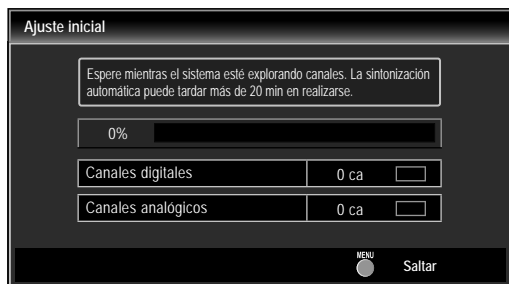 Ajuste inicial
Espere mientras el sistema esté explorando canales. La sintonización
automática puede tardar más de 20 min en realizarse.
0%
Canales digitales 0 ca
Canales analógicos 0 ca
MENU
Saltar